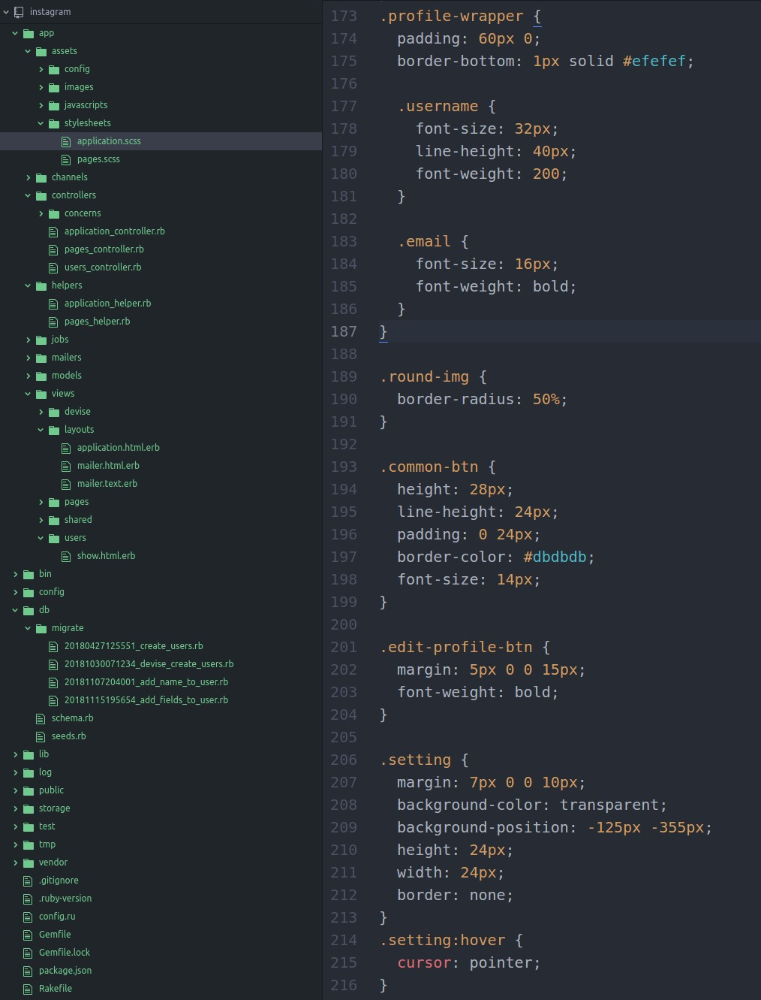 instagram
app
assets
config
images
javascripts
stylesheets
application.scss
pages.scss
channels
controllers
concerns
application_controller.rb
pages_controller.rb
users_controller.rb
helpers
application_helper.rb
pages_helper.rb
jobs
mailers
models
views
devise
layouts
application.html.erb
mailer.html.erb
mailer.text.erb
pages
shared
users
show.html.erb
bin
config
db
migrate
20180427125551_create_users.rb
20181030071234_devise_create_users.rb
20181107204001_add_name_to_user.rb
20181115195654_add_fields_to_user.rb
schema.rb
seeds.rb
lib
log
public
storage
test
tmp
vendor
.gitignore
.ruby-version
config.ru
Gemfile
Gemfile.lock
package.json
Rakefile
173 .profile-wrapper {
174   padding: 60px 0;
175   border-bottom: 1px solid #efefef;
176
177   .username {
178     font-size: 32px;
179     line-height: 40px;
180     font-weight: 200;
181   }
182
183   .email {
184     font-size: 16px;
185     font-weight: bold;
186   }
187 }
188
189 .round-img {
190   border-radius: 50%;
191 }
192
193 .common-btn {
194   height: 28px;
195   line-height: 24px;
196   padding: 0 24px;
197   border-color: #dbdbdb;
198   font-size: 14px;
199 }
200
201 .edit-profile-btn {
202   margin: 5px 0 0 15px;
203   font-weight: bold;
204 }
205
206 .setting {
207   margin: 7px 0 0 10px;
208   background-color: transparent;
209   background-position: -125px -355px;
210   height: 24px;
211   width: 24px;
212   border: none;
213 }
214 .setting:hover {
215   cursor: pointer;
216 }